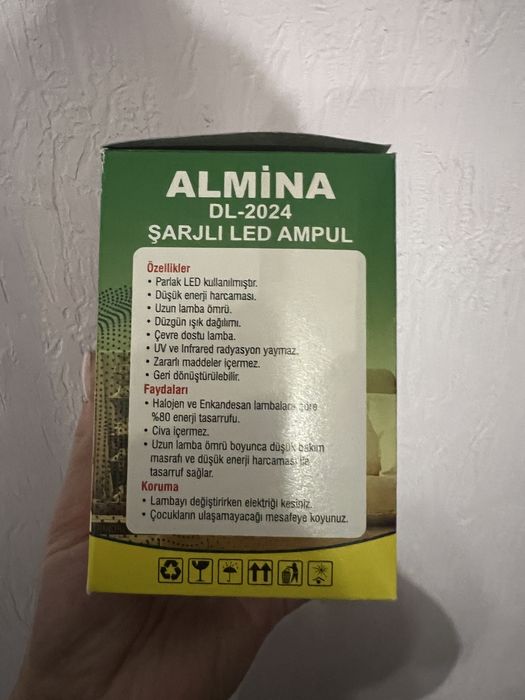 ALMİNA
DL-2024
ŞARJLI LED AMPUL
Özellikler
• Parlak LED kullanılmıştır.
• Düşük enerji harcaması.
• Uzun lamba ömrü.
• Düzgün ışık dağılımı.
• Çevre dostu lamba.
• UV ve Infrared radyasyon yaymaz.
• Zararlı maddeler içermez.
• Geri dönüştürülebilir.
Faydaları
• Halojen ve Enkandesan lambalara göre
%80 enerji tasarrufu.
• Civa içermez.
• Uzun lamba ömrü boyunca düşük bakım
masrafı ve düşük enerji harcaması ile
tasarruf sağlar.
Koruma
• Lambayı değiştirirken elektriği kesiniz.
• Çocukların ulaşamayacağı mesafeye koyunuz.